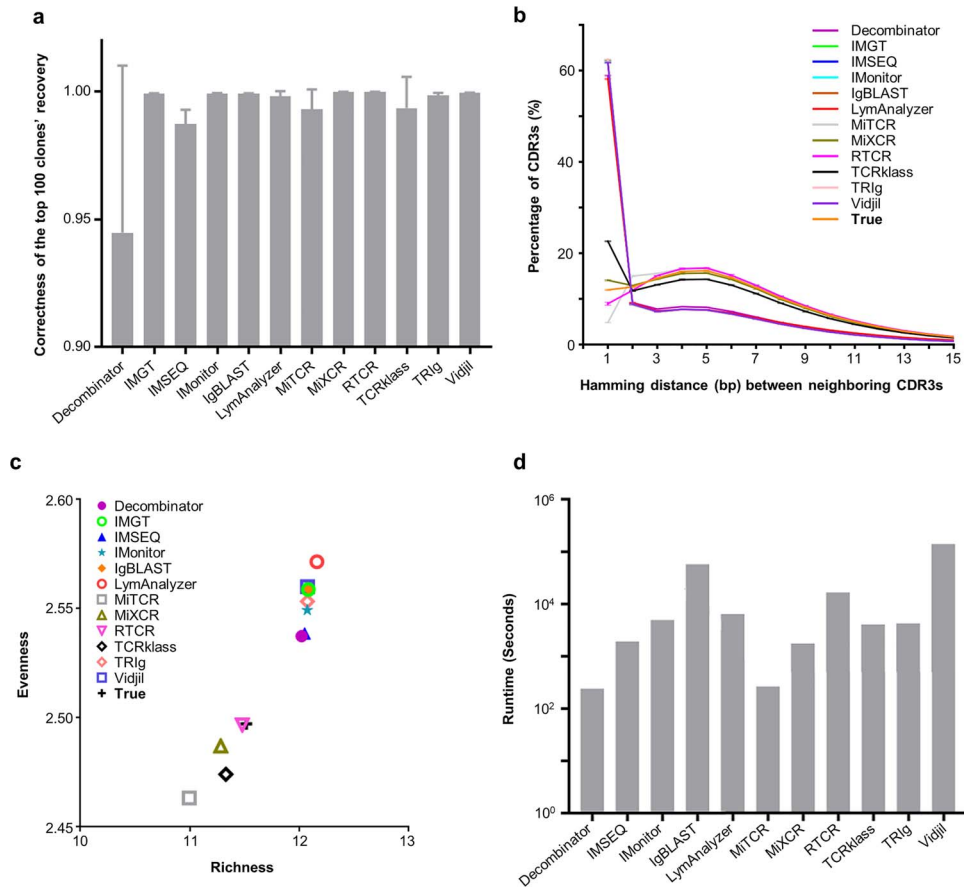 a
Correctness of the top 100 clones' recovery
1.00
0.95
0.90
Decombinator
IMGT
IMSEQ
IMonitor
IgBLAST
LymAnalyzer
MiTCR
MiXCR
RTCR
TCRklass
TRIg
Vidjil
b
Percentage of CDR3s (%)
60
40
20
0
1 3 5 7 9 11 13 15
Hamming distance (bp) between neighboring CDR3s
Decombinator
IMGT
IMSEQ
IMonitor
IgBLAST
LymAnalyzer
MiTCR
MiXCR
RTCR
TCRklass
TRIg
Vidjil
True
c
Evenness
2.60
2.55
2.50
2.45
10 11 12 13
Richness
Decombinator
IMGT
IMSEQ
IMonitor
IgBLAST
LymAnalyzer
MiTCR
MiXCR
RTCR
TCRklass
TRIg
Vidjil
True
d
Runtime (Seconds)
10⁶
10⁴
10²
10⁰
Decombinator
IMSEQ
IMonitor
IgBLAST
LymAnalyzer
MiTCR
MiXCR
RTCR
TCRklass
TRIg
Vidjil